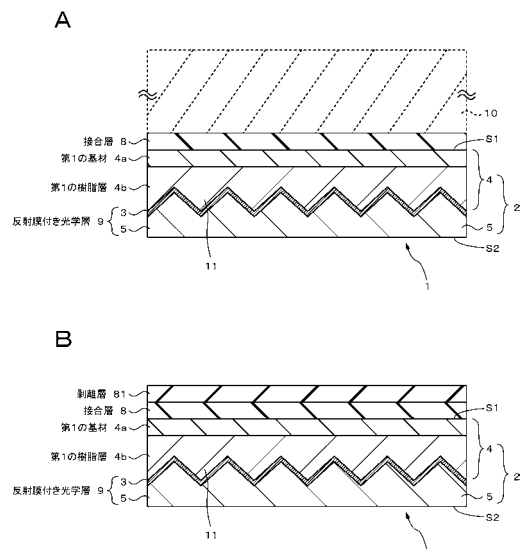 A
10
接合層 8
S1
第1の基材 4a
4
第1の樹脂層 4b
2
3
反射膜付き光学層 9
5
5
S2
11
1
B
剥離層 81
接合層 8
S1
第1の基材 4a
4
第1の樹脂層 4b
2
3
反射膜付き光学層 9
5
5
S2
11